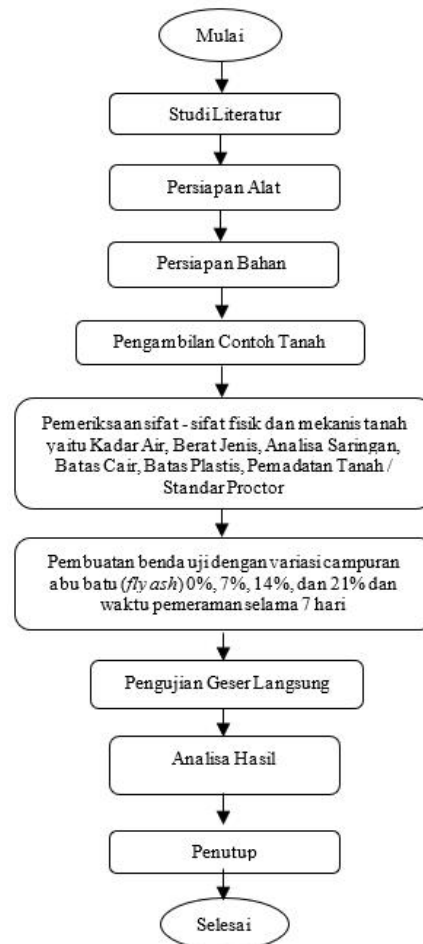 Mulai
Studi Literatur
Persiapan Alat
Persiapan Bahan
Pengambilan Contoh Tanah
Pemeriksaan sifat - sifat fisik dan mekanis tanah
yaitu Kadar Air, Berat Jenis, Analisa Saringan,
Batas Cair, Batas Plastis, Pemadatan Tanah /
Standar Proctor
Pembuatan benda uji dengan variasi campuran
abu batu (fly ash) 0%, 7%, 14%, dan 21% dan
waktu pemeraman selama 7 hari
Pengujian Geser Langsung
Analisa Hasil
Penutup
Selesai